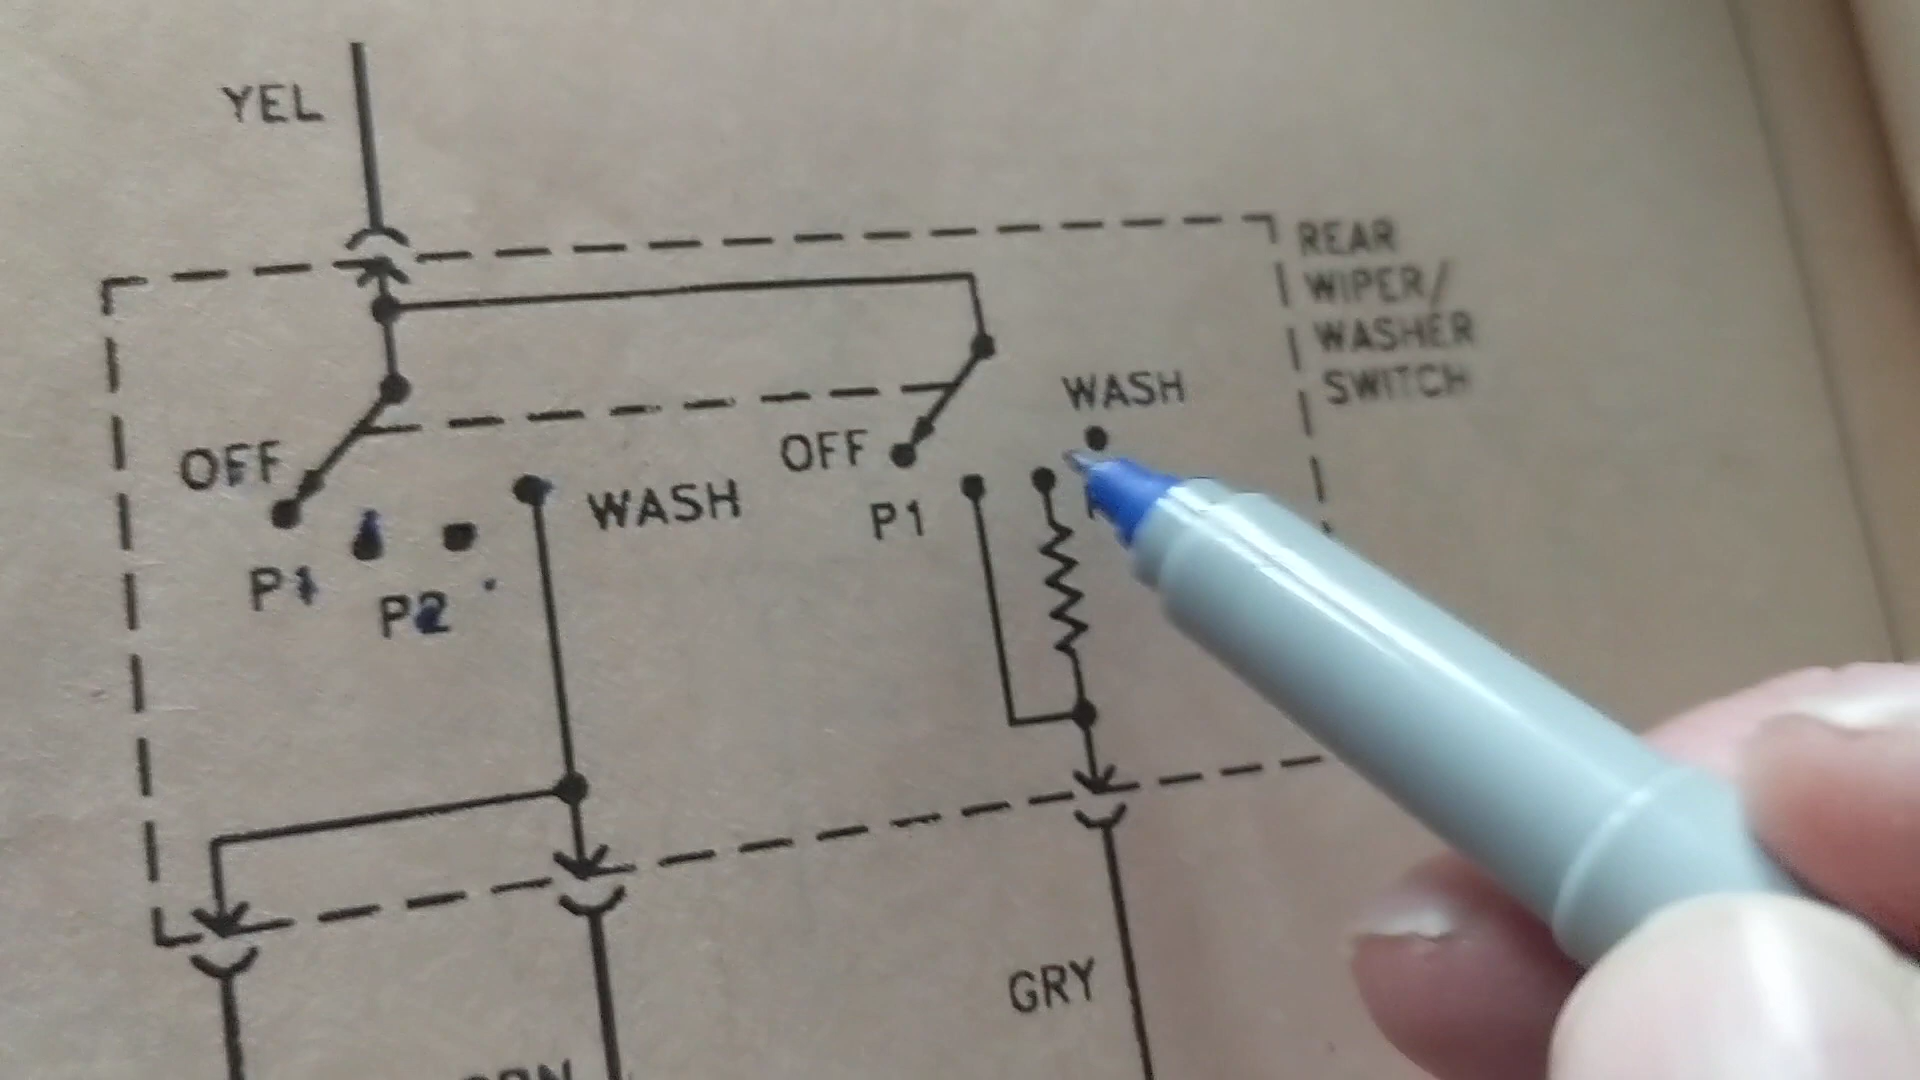 YEL
REAR
WIPER/
WASHER
SWITCH
WASH
OFF
OFF
WASH
P1
P1
P2
GRY